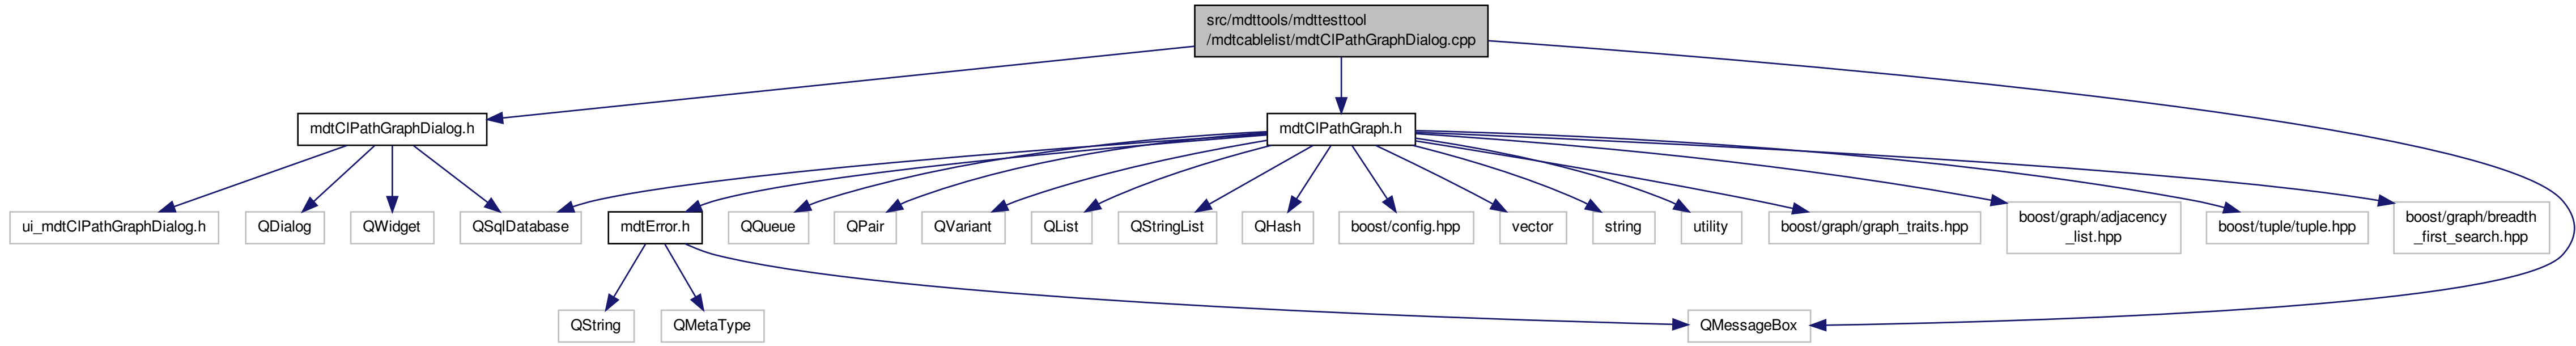 src/mdttools/mdttesttool
/mdtcablelist/mdtClPathGraphDialog.cpp
mdtClPathGraphDialog.h
mdtClPathGraph.h
ui_mdtClPathGraphDialog.h
QDialog
QWidget
QSqlDatabase
mdtError.h
QQueue
QPair
QVariant
QList
QStringList
QHash
boost/config.hpp
vector
string
utility
boost/graph/graph_traits.hpp
boost/graph/adjacency
_list.hpp
boost/tuple/tuple.hpp
boost/graph/breadth
_first_search.hpp
QString
QMetaType
QMessageBox